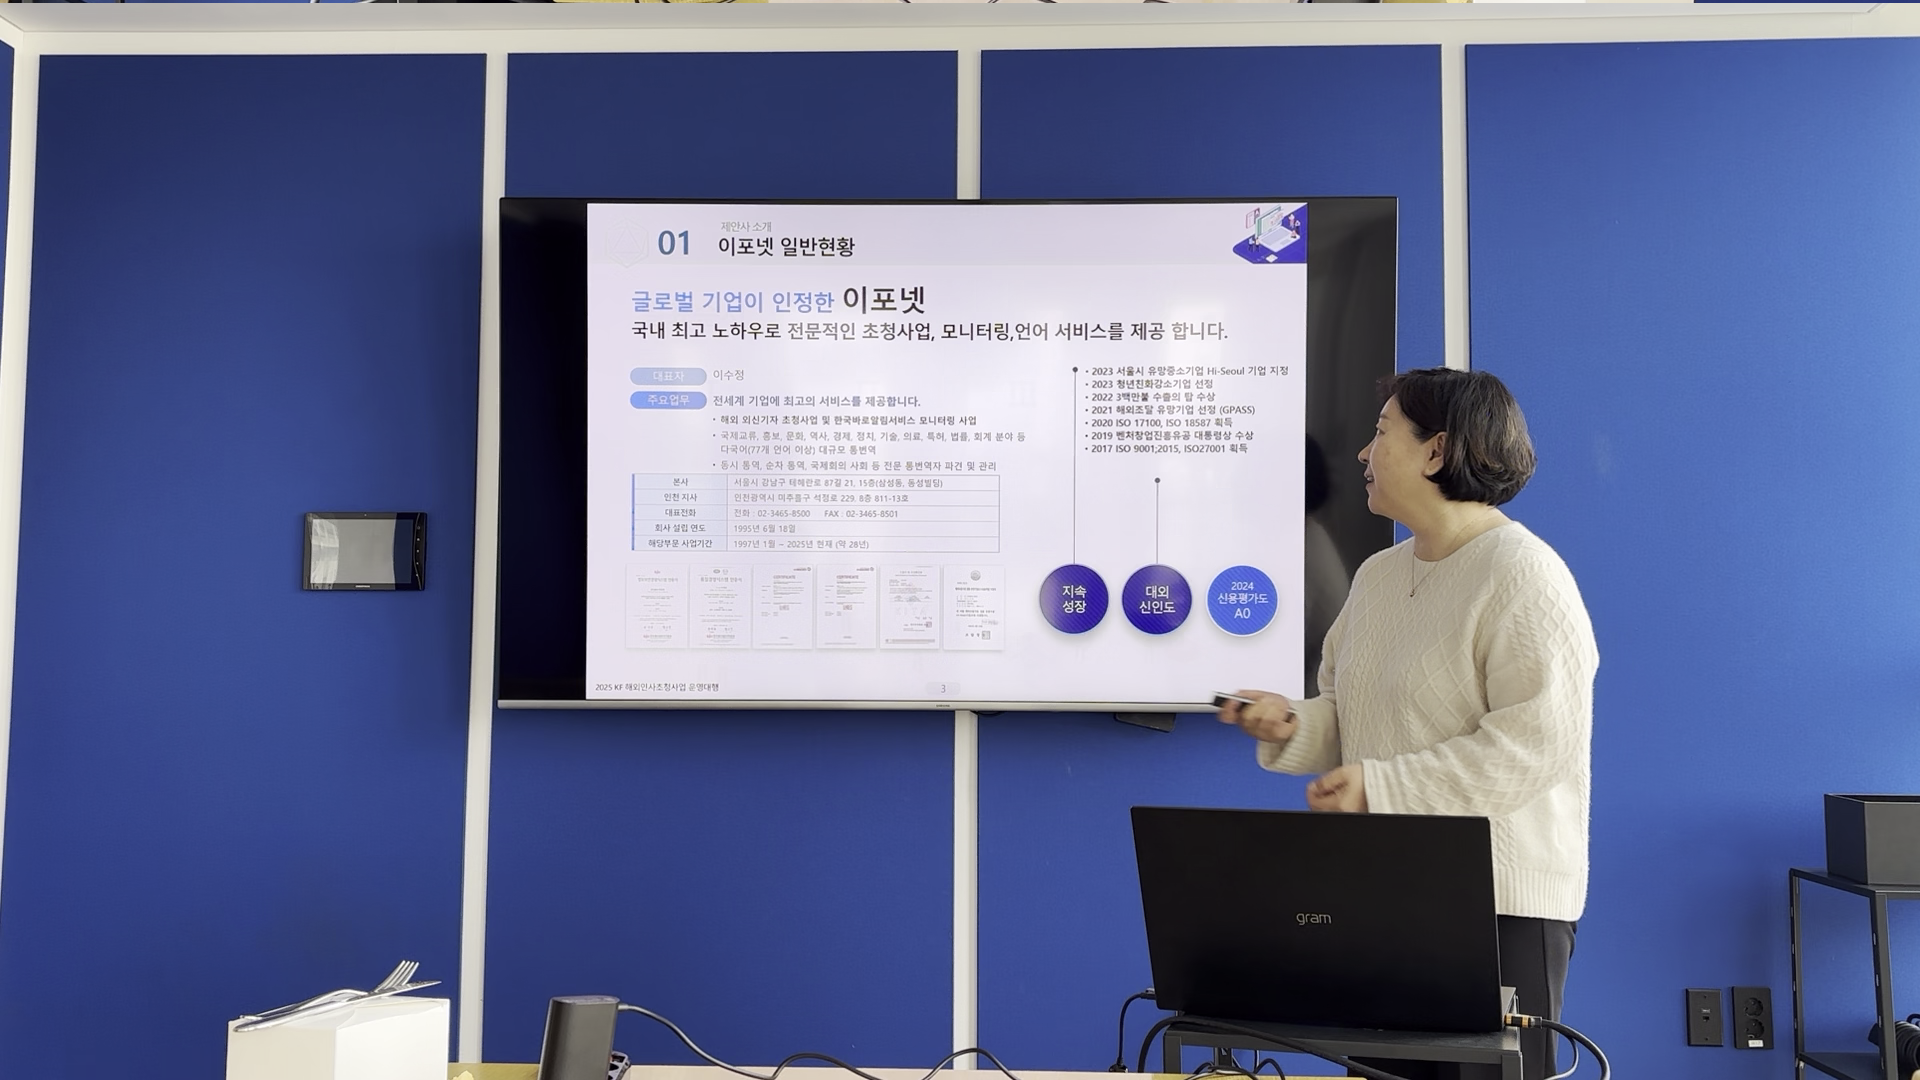 01
제안사 소개
이포넷 일반현황
글로벌 기업이 인정한 이포넷
국내 최고 노하우로 전문적인 초청사업, 모니터링,언어 서비스를 제공 합니다.
대표자 이수정
주요업무 전세계 기업에 최고의 서비스를 제공합니다.
• 해외 외신기자 초청사업 및 한국바로알림서비스 모니터링 사업
• 국제교류, 홍보, 문화, 역사, 경제, 정치, 기술, 의료, 특허, 법률, 회계 분야 등
다국어(77개 언어 이상) 대규모 통번역
• 동시 통역, 순차 통역, 국제회의 사회 등 전문 통번역자 파견 및 관리
본사 서울시 강남구 테헤란로 87길 21, 15층(삼성동, 동성빌딩)
인천 지사 인천광역시 미추홀구 석정로 229, 8층 811-13호
대표전화 전화 : 02-3465-8500 FAX : 02-3465-8501
회사 설립 연도 1995년 6월 18일
해당부문 사업기간 1997년 1월 ~ 2025년 현재 (약 28년)
• 2023 서울시 유망중소기업 Hi-Seoul 기업 지정
• 2023 청년친화강소기업 선정
• 2022 3백만불 수출의 탑 수상
• 2021 해외조달 유망기업 선정 (GPASS)
• 2020 ISO 17100, ISO 18587 획득
• 2019 벤처창업진흥유공 대통령상 수상
• 2017 ISO 9001;2015, ISO27001 획득
지속
성장
대외
신인도
2024
신용평가도
A0
2025 KF 해외인사초청사업 운영대행
3
gram